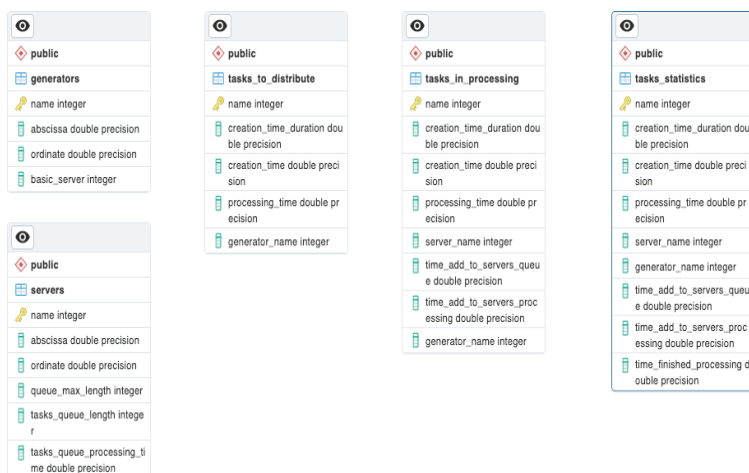 public
generators
name integer
abscissa double precision
ordinate double precision
basic_server integer
public
servers
name integer
abscissa double precision
ordinate double precision
queue_max_length integer
tasks_queue_length intege
r
tasks_queue_processing_ti
me double precision
public
tasks_to_distribute
name integer
creation_time_duration dou
ble precision
creation_time double preci
sion
processing_time double pr
ecision
generator_name integer
public
tasks_in_processing
name integer
creation_time_duration dou
ble precision
creation_time double preci
sion
processing_time double pr
ecision
server_name integer
time_add_to_servers_queu
e double precision
time_add_to_servers_proc
essing double precision
generator_name integer
public
tasks_statistics
name integer
creation_time_duration dou
ble precision
creation_time double preci
sion
processing_time double pr
ecision
server_name integer
generator_name integer
time_add_to_servers_queu
e double precision
time_add_to_servers_proc
essing double precision
time_finished_processing d
ouble precision